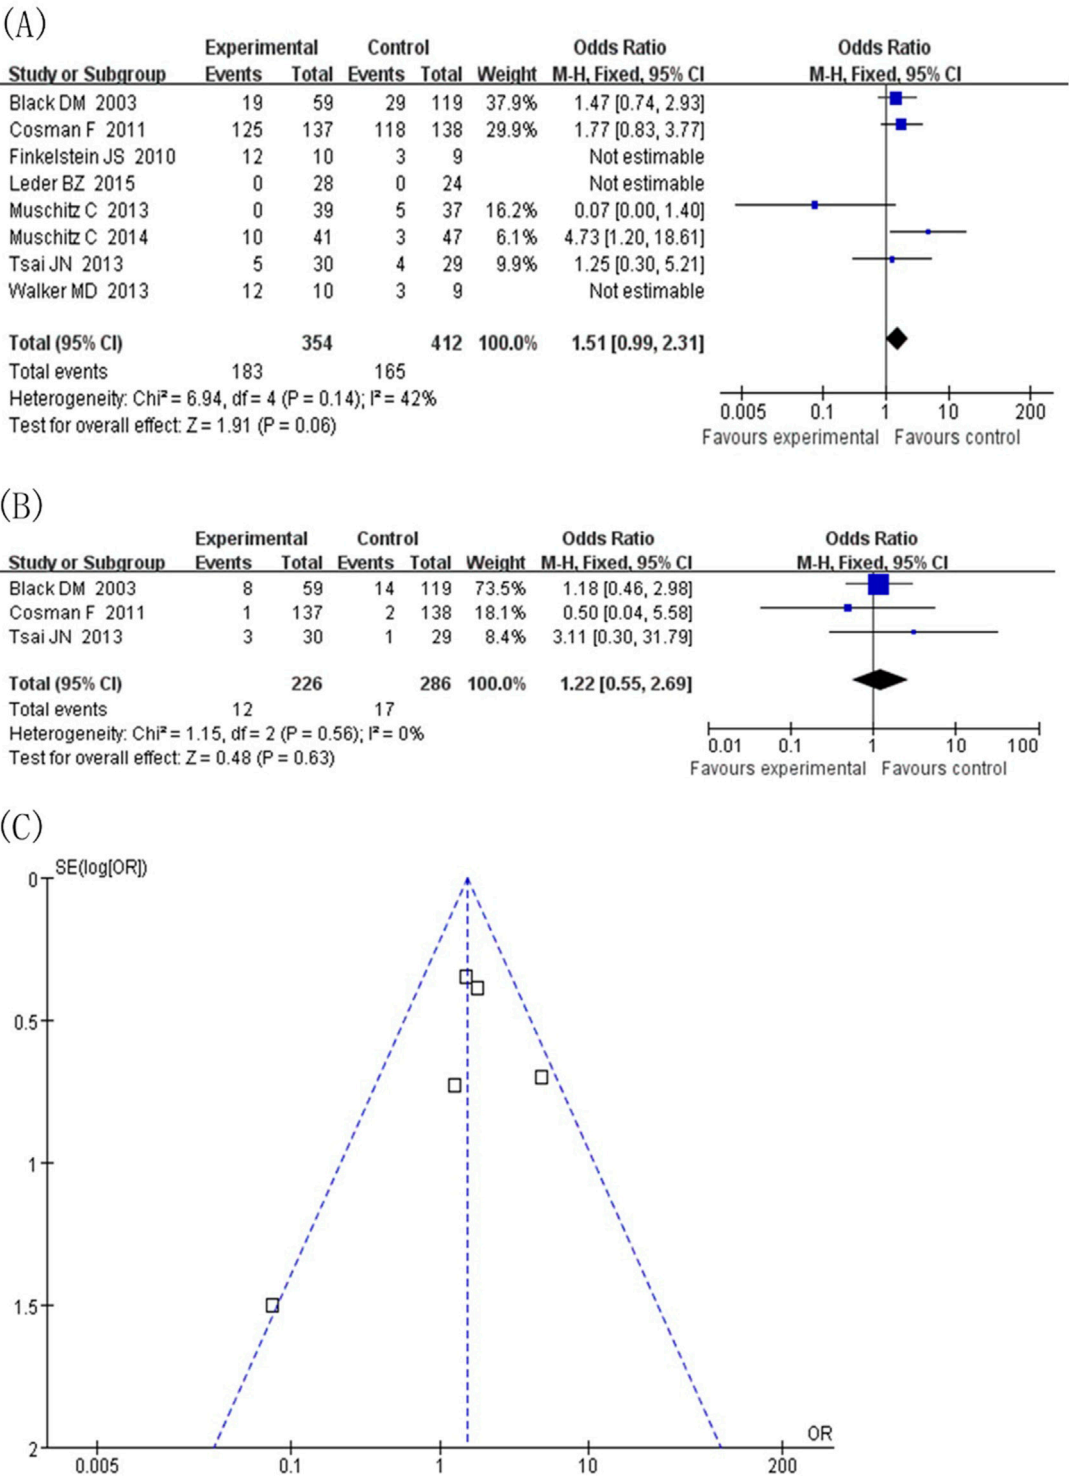 (A)
Experimental Control Odds Ratio Odds Ratio
Study or Subgroup Events Total Events Total Weight M-H, Fixed, 95% CI M-H, Fixed, 95% CI
Black DM 2003 19 59 29 119 37.9% 1.47 [0.74, 2.93]
Cosman F 2011 125 137 118 138 29.9% 1.77 [0.83, 3.77]
Finkelstein JS 2010 12 10 3 9 Not estimable
Leder BZ 2015 0 28 0 24 Not estimable
Muschitz C 2013 0 39 5 37 16.2% 0.07 [0.00, 1.40]
Muschitz C 2014 10 41 3 47 6.1% 4.73 [1.20, 18.61]
Tsai JN 2013 5 30 4 29 9.9% 1.25 [0.30, 5.21]
Walker MD 2013 12 10 3 9 Not estimable
Total (95% CI) 354 412 100.0% 1.51 [0.99, 2.31]
Total events 183 165
Heterogeneity: Chi² = 6.94, df = 4 (P = 0.14); I² = 42%
Test for overall effect: Z = 1.91 (P = 0.06)
0.005 0.1 1 10 200
Favours experimental Favours control
(B)
Experimental Control Odds Ratio Odds Ratio
Study or Subgroup Events Total Events Total Weight M-H, Fixed, 95% CI M-H, Fixed, 95% CI
Black DM 2003 8 59 14 119 73.5% 1.18 [0.46, 2.98]
Cosman F 2011 1 137 2 138 18.1% 0.50 [0.04, 5.58]
Tsai JN 2013 3 30 1 29 8.4% 3.11 [0.30, 31.79]
Total (95% CI) 226 286 100.0% 1.22 [0.55, 2.69]
Total events 12 17
Heterogeneity: Chi² = 1.15, df = 2 (P = 0.56); I² = 0%
Test for overall effect: Z = 0.48 (P = 0.63)
0.01 0.1 1 10 100
Favours experimental Favours control
(C)
SE(log[OR])
0
0.5
1
1.5
2
OR
0.005 0.1 1 10 200